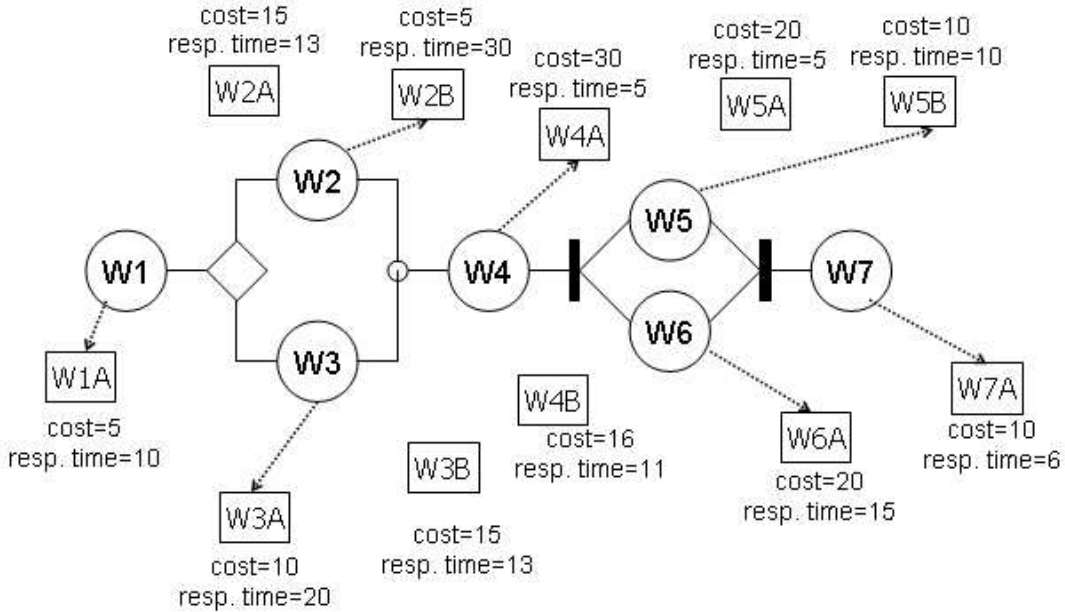 cost=15
resp. time=13
W2A
cost=5
resp. time=30
W2B
cost=30
resp. time=5
W4A
cost=20
resp. time=5
W5A
cost=10
resp. time=10
W5B
W1
W2
W3
W4
W5
W6
W7
W1A
cost=5
resp. time=10
W3A
cost=10
resp. time=20
W3B
cost=15
resp. time=13
W4B
cost=16
resp. time=11
W6A
cost=20
resp. time=15
W7A
cost=10
resp. time=6